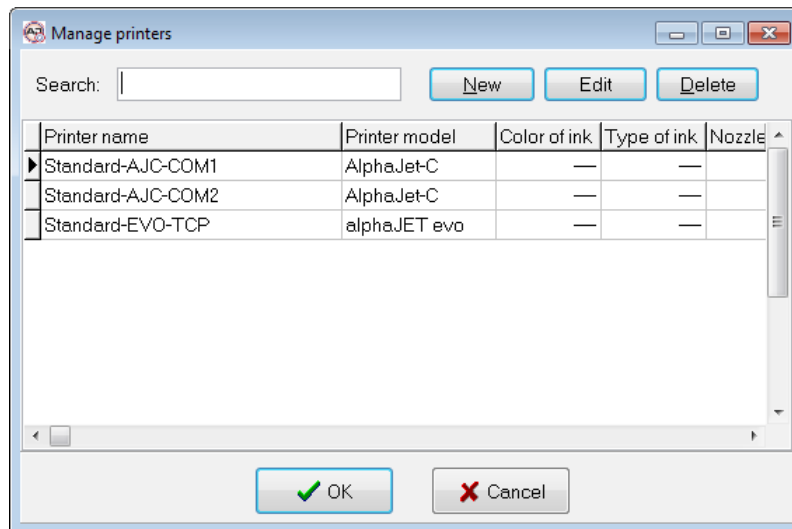 Manage printers
Search: New Edit Delete
Printer name Printer model Color of ink Type of ink Nozzle
Standard-AJC-COM1 AlphaJet-C — —
Standard-AJC-COM2 AlphaJet-C — —
Standard-EVO-TCP alphaJET evo — —
OK Cancel